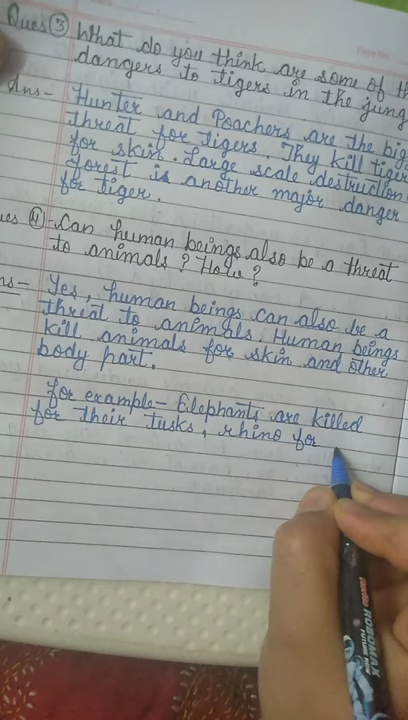 Ques ③ What do you think are some of th
dangers to tigers in the jung
Ans- Hunter and Poachers are the big
threat for tigers. They kill tiger
for skin. Large scale destruction
forest is another major danger
for tiger.
ues ④ Can human beings also be a threat
to animals? How?
ns- Yes, human beings can also be a
threat to animals. Human beings
kill animals for skin and other
body part.
for example- Elephants are killed
for their tusks, rhino for
ROBOMAX